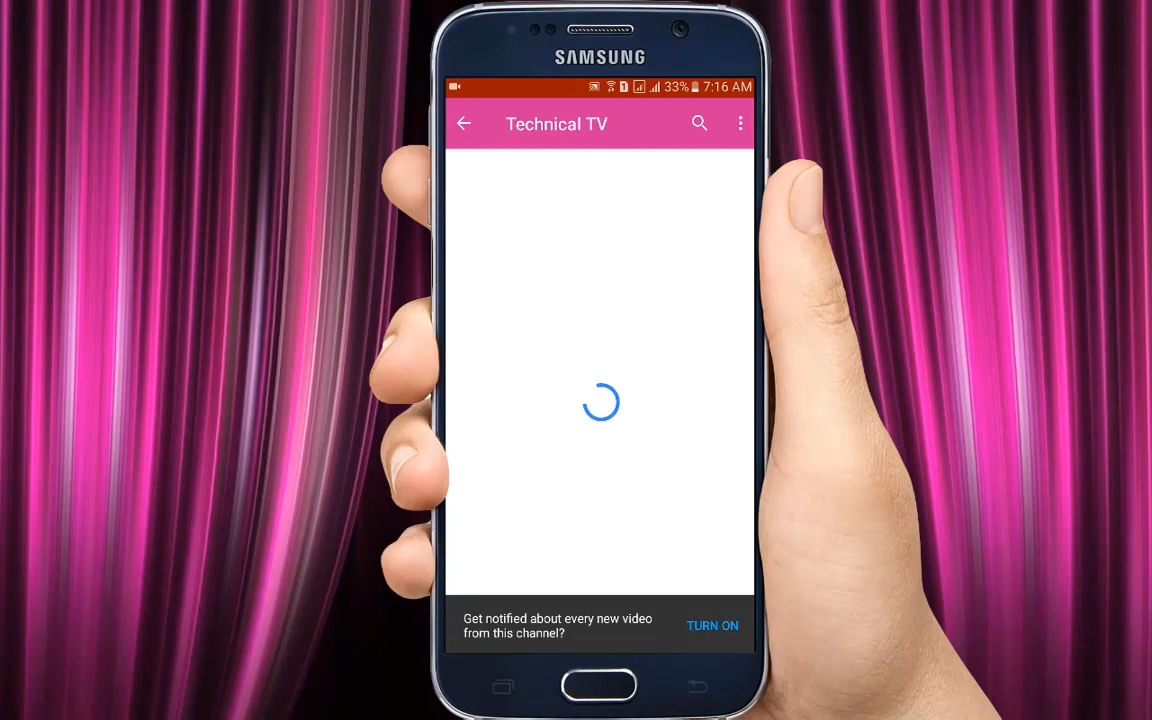 SAMSUNG
33% 7:16 AM
Technical TV
Get notified about every new video
from this channel?
TURN ON